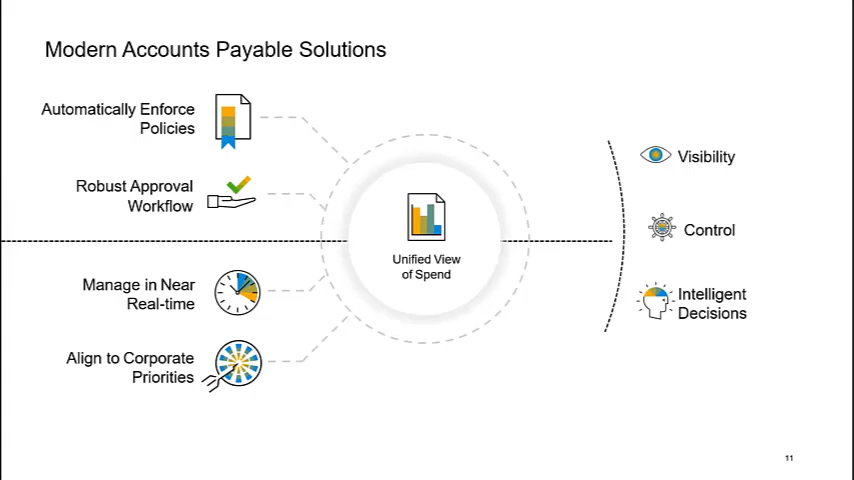 Modern Accounts Payable Solutions
Automatically Enforce
Policies
Robust Approval
Workflow
Manage in Near
Real-time
Align to Corporate
Priorities
Unified View
of Spend
Visibility
Control
Intelligent
Decisions
11